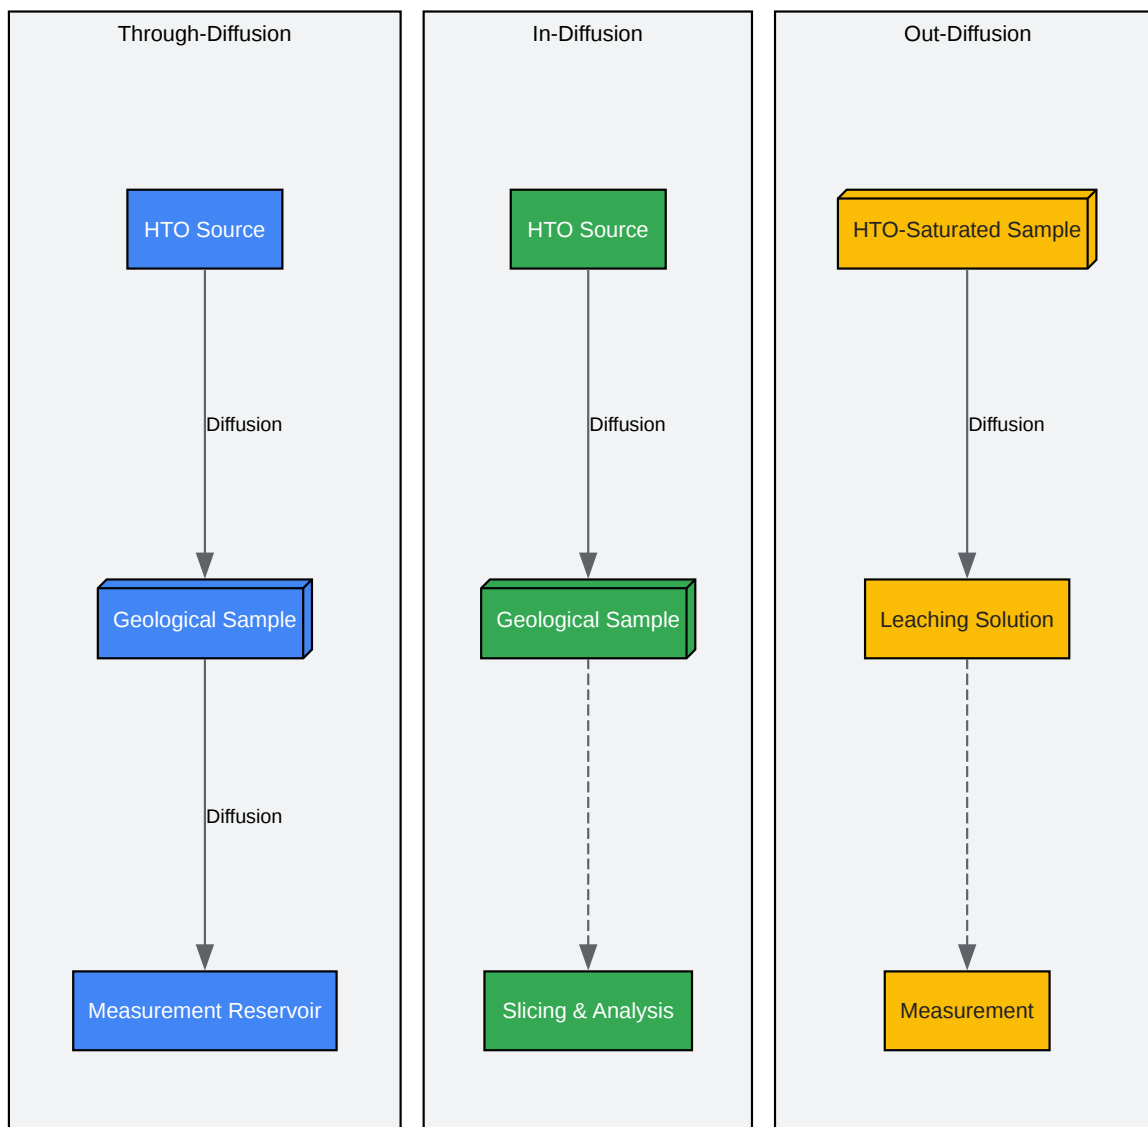 Through-Diffusion
HTO Source
Diffusion
Geological Sample
Diffusion
Measurement Reservoir
In-Diffusion
HTO Source
Diffusion
Geological Sample
Slicing & Analysis
Out-Diffusion
HTO-Saturated Sample
Diffusion
Leaching Solution
Measurement